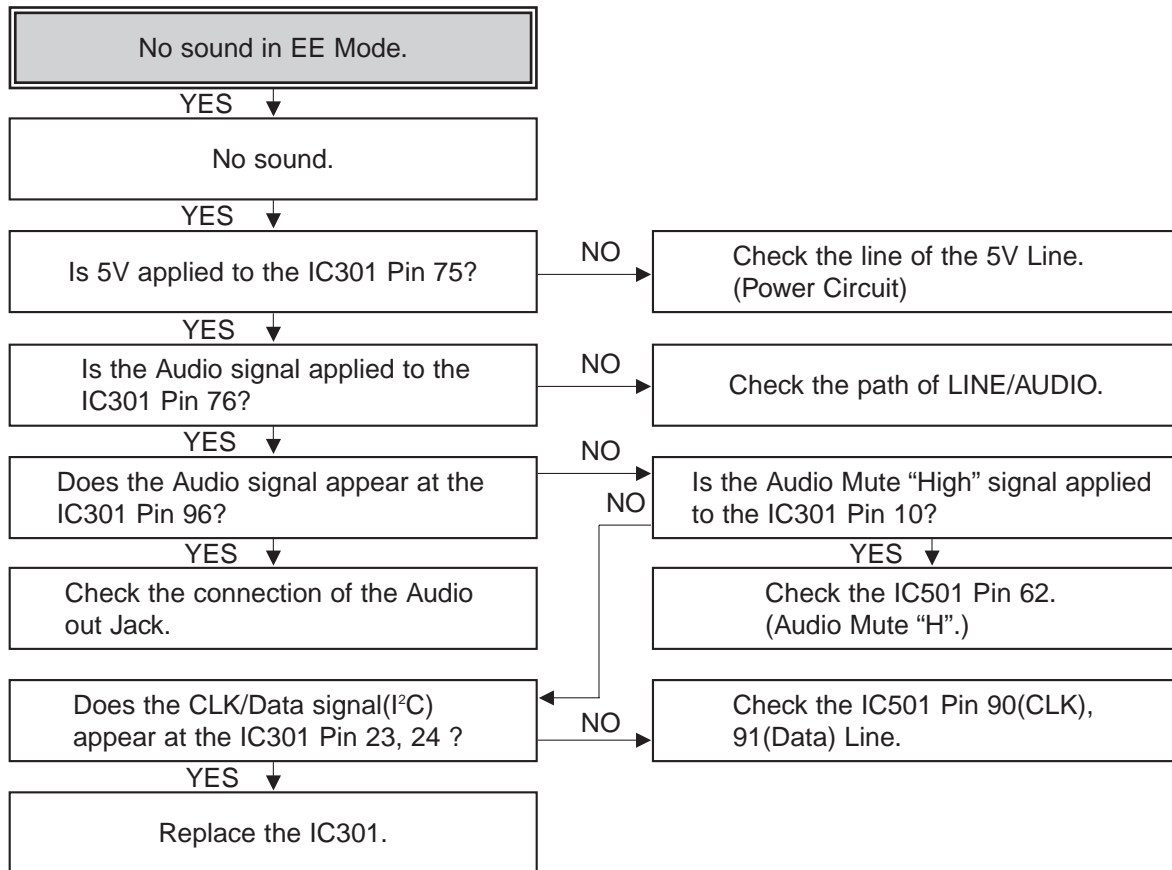 No sound in EE Mode.
YES
No sound.
YES
Is 5V applied to the IC301 Pin 75?
NO
Check the line of the 5V Line.
(Power Circuit)
YES
Is the Audio signal applied to the
IC301 Pin 76?
NO
Check the path of LINE/AUDIO.
YES
Does the Audio signal appear at the
IC301 Pin 96?
NO
Is the Audio Mute “High” signal applied
to the IC301 Pin 10?
NO
YES
Check the connection of the Audio
out Jack.
YES
Check the IC501 Pin 62.
(Audio Mute “H”.)
Does the CLK/Data signal(I²C)
appear at the IC301 Pin 23, 24 ?
NO
Check the IC501 Pin 90(CLK),
91(Data) Line.
YES
Replace the IC301.